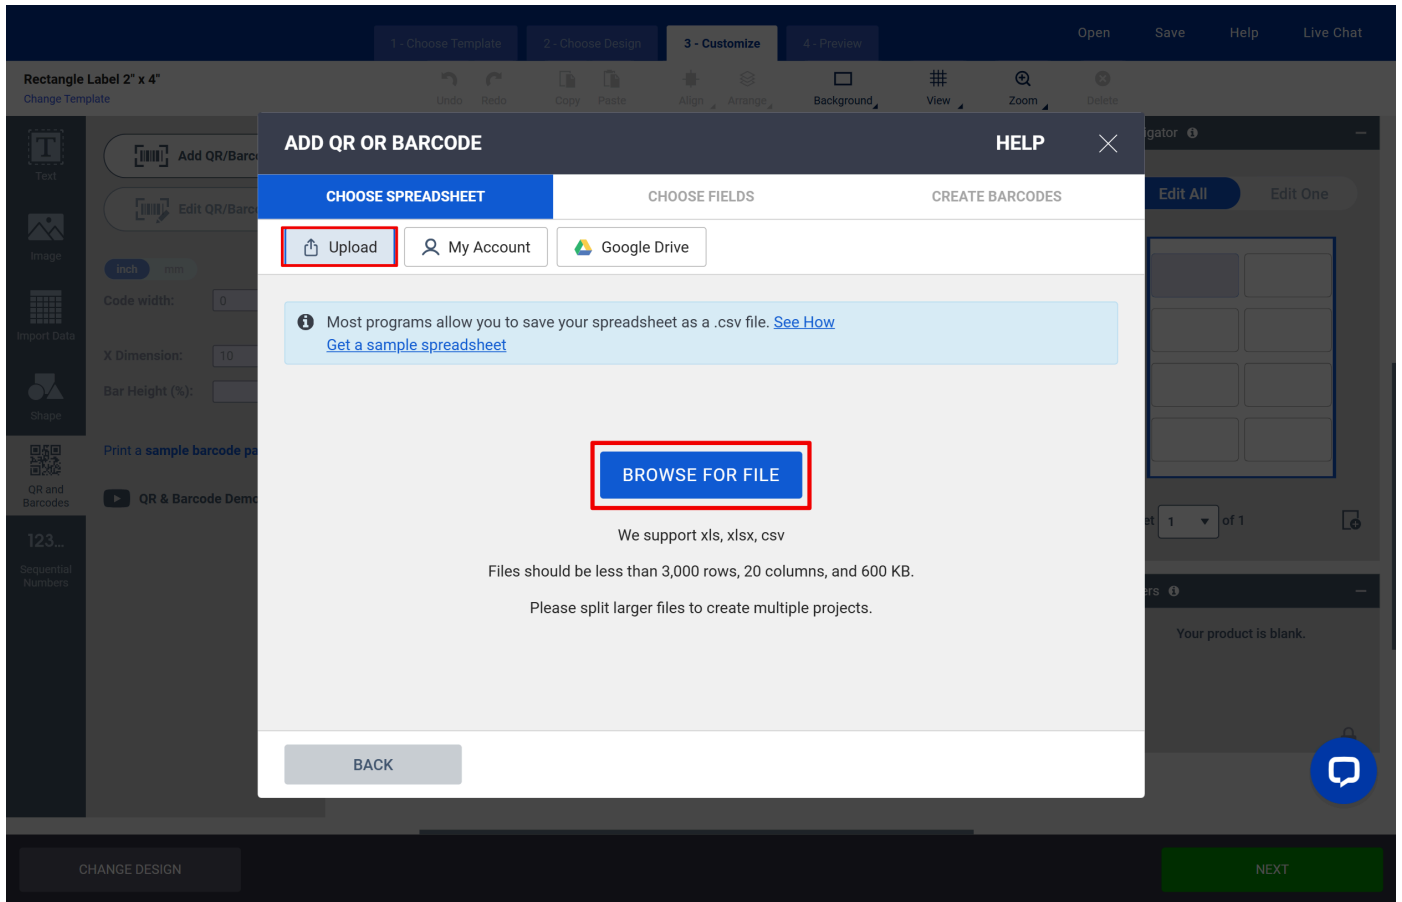 1 - Choose Template
2 - Choose Design
3 - Customize
4 - Preview
Open
Save
Help
Live Chat
Rectangle Label 2" x 4"
Change Template
Undo
Redo
Copy
Paste
Align
Arrange
Background
View
Zoom
Delete
T
Text
Image
Import Data
Shape
QR and
Barcodes
123...
Sequential
Numbers
Add QR/Barc
Edit QR/Barc
inch
mm
Code width:
0
X Dimension:
10
Bar Height (%):
Print a sample barcode pa
QR & Barcode Demo
ADD QR OR BARCODE
HELP
CHOOSE SPREADSHEET
CHOOSE FIELDS
CREATE BARCODES
Upload
My Account
Google Drive
Most programs allow you to save your spreadsheet as a .csv file. See How
Get a sample spreadsheet
BROWSE FOR FILE
We support xls, xlsx, csv
Files should be less than 3,000 rows, 20 columns, and 600 KB.
Please split larger files to create multiple projects.
BACK
igator
Edit All
Edit One
et 1 of 1
ers
Your product is blank.
CHANGE DESIGN
NEXT